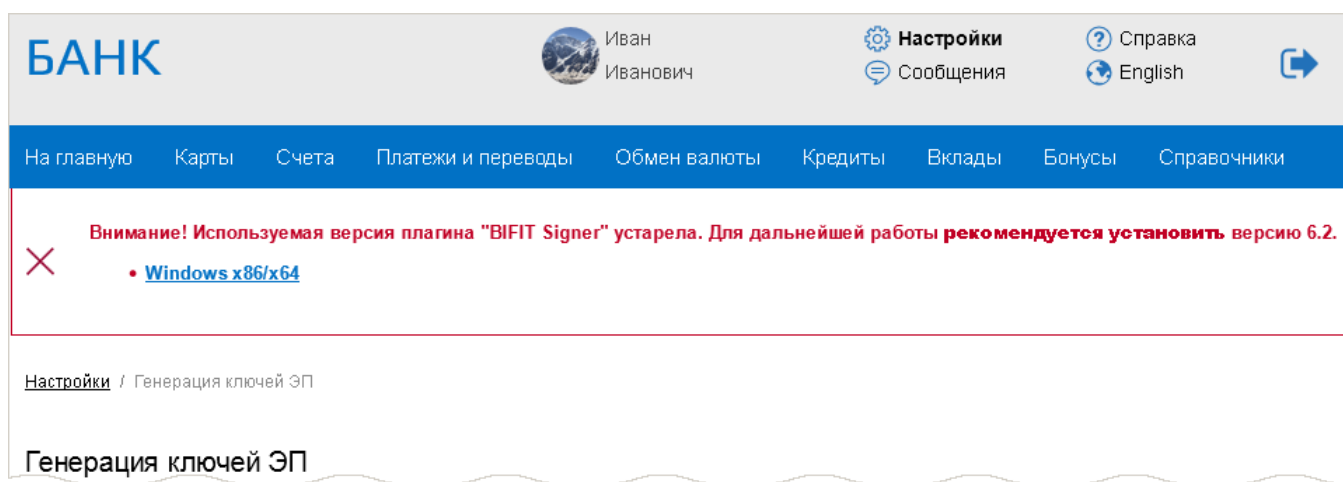 БАНК
Иван
Иванович
Настройки
Сообщения
Справка
English
На главную Карты Счета Платежи и переводы Обмен валюты Кредиты Вклады Бонусы Справочники
Внимание! Используемая версия плагина "BIFIT Signer" устарела. Для дальнейшей работы рекомендуется установить версию 6.2.
• Windows x86/x64
Настройки / Генерация ключей ЭП
Генерация ключей ЭП